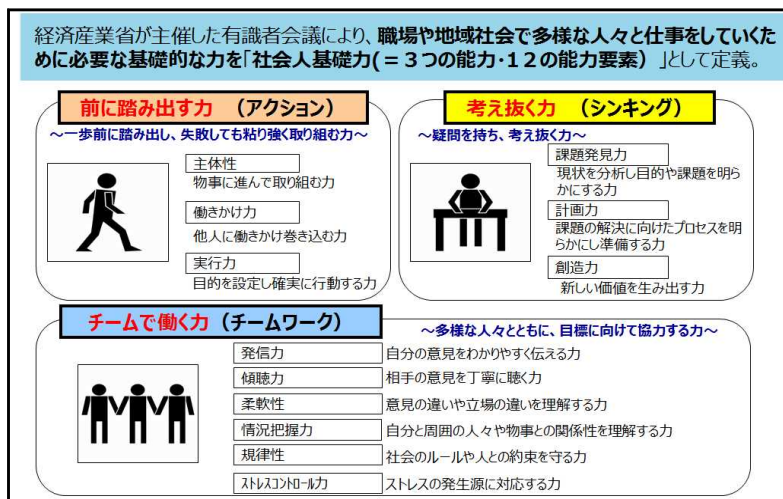 経済産業省が主催した有識者会議により、職場や地域社会で多様な人々と仕事をしていくた
めに必要な基礎的な力を「社会人基礎力(=３つの能力・１２の能力要素）」として定義。
前に踏み出す力 （アクション）
～一歩前に踏み出し、失敗しても粘り強く取り組む力～
主体性
物事に進んで取り組む力
働きかけ力
他人に働きかけ巻き込む力
実行力
目的を設定し確実に行動する力
考え抜く力 （シンキング）
～疑問を持ち、考え抜く力～
課題発見力
現状を分析し目的や課題を明ら
かにする力
計画力
課題の解決に向けたプロセスを明
らかにし準備する力
創造力
新しい価値を生み出す力
チームで働く力 （チームワーク）
～多様な人々とともに、目標に向けて協力する力～
発信力 自分の意見をわかりやすく伝える力
傾聴力 相手の意見を丁寧に聴く力
柔軟性 意見の違いや立場の違いを理解する力
情況把握力 自分と周囲の人々や物事との関係性を理解する力
規律性 社会のルールや人との約束を守る力
ストレスコントロール力 ストレスの発生源に対応する力